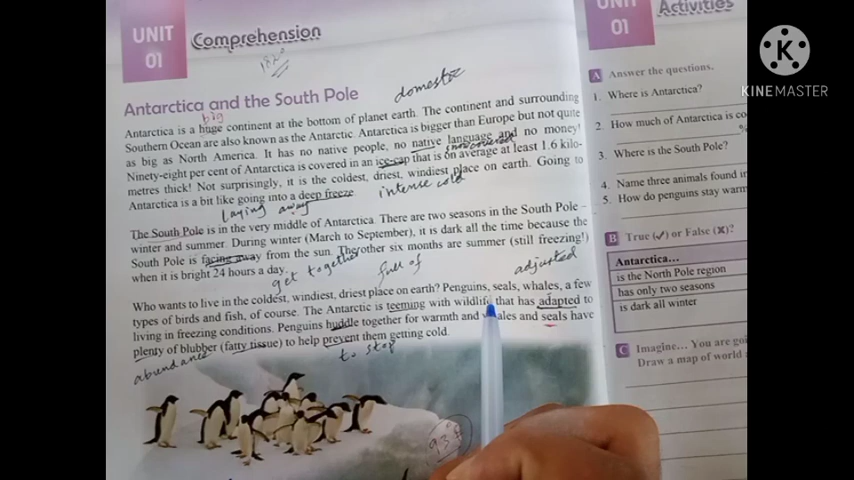 UNIT
01
Comprehension
Antarctica and the South Pole
domestic
big
Antarctica is a huge continent at the bottom of planet earth. The continent and surrounding
Southern Ocean are also known as the Antarctic. Antarctica is bigger than Europe but not quite
as big as North America. It has no native people, no native language and no money!
snowcovered
Ninety-eight per cent of Antarctica is covered in an ice-cap that is on average at least 1.6 kilo-
metres thick! Not surprisingly, it is the coldest, driest, windiest place on earth. Going to
Antarctica is a bit like going into a deep freeze.
intense cold
laying away
The South Pole is in the very middle of Antarctica. There are two seasons in the South Pole –
winter and summer. During winter (March to September), it is dark all the time because the
South Pole is facing away from the sun. The other six months are summer (still freezing!)
when it is bright 24 hours a day.
get together
full of
adjusted
Who wants to live in the coldest, windiest, driest place on earth? Penguins, seals, whales, a few
types of birds and fish, of course. The Antarctic is teeming with wildlife that has adapted to
living in freezing conditions. Penguins huddle together for warmth and whales and seals have
plenty of blubber (fatty tissue) to help prevent them getting cold.
abundance
to stop
UNIT
01
Activities
A Answer the questions.
1. Where is Antarctica?
2. How much of Antarctica is co
%
3. Where is the South Pole?
4. Name three animals found in
5. How do penguins stay warm
B True (✓) or False (✗)?
Antarctica...
is the North Pole region
has only two seasons
is dark all winter
C Imagine... You are goi
Draw a map of world
KINEMASTER